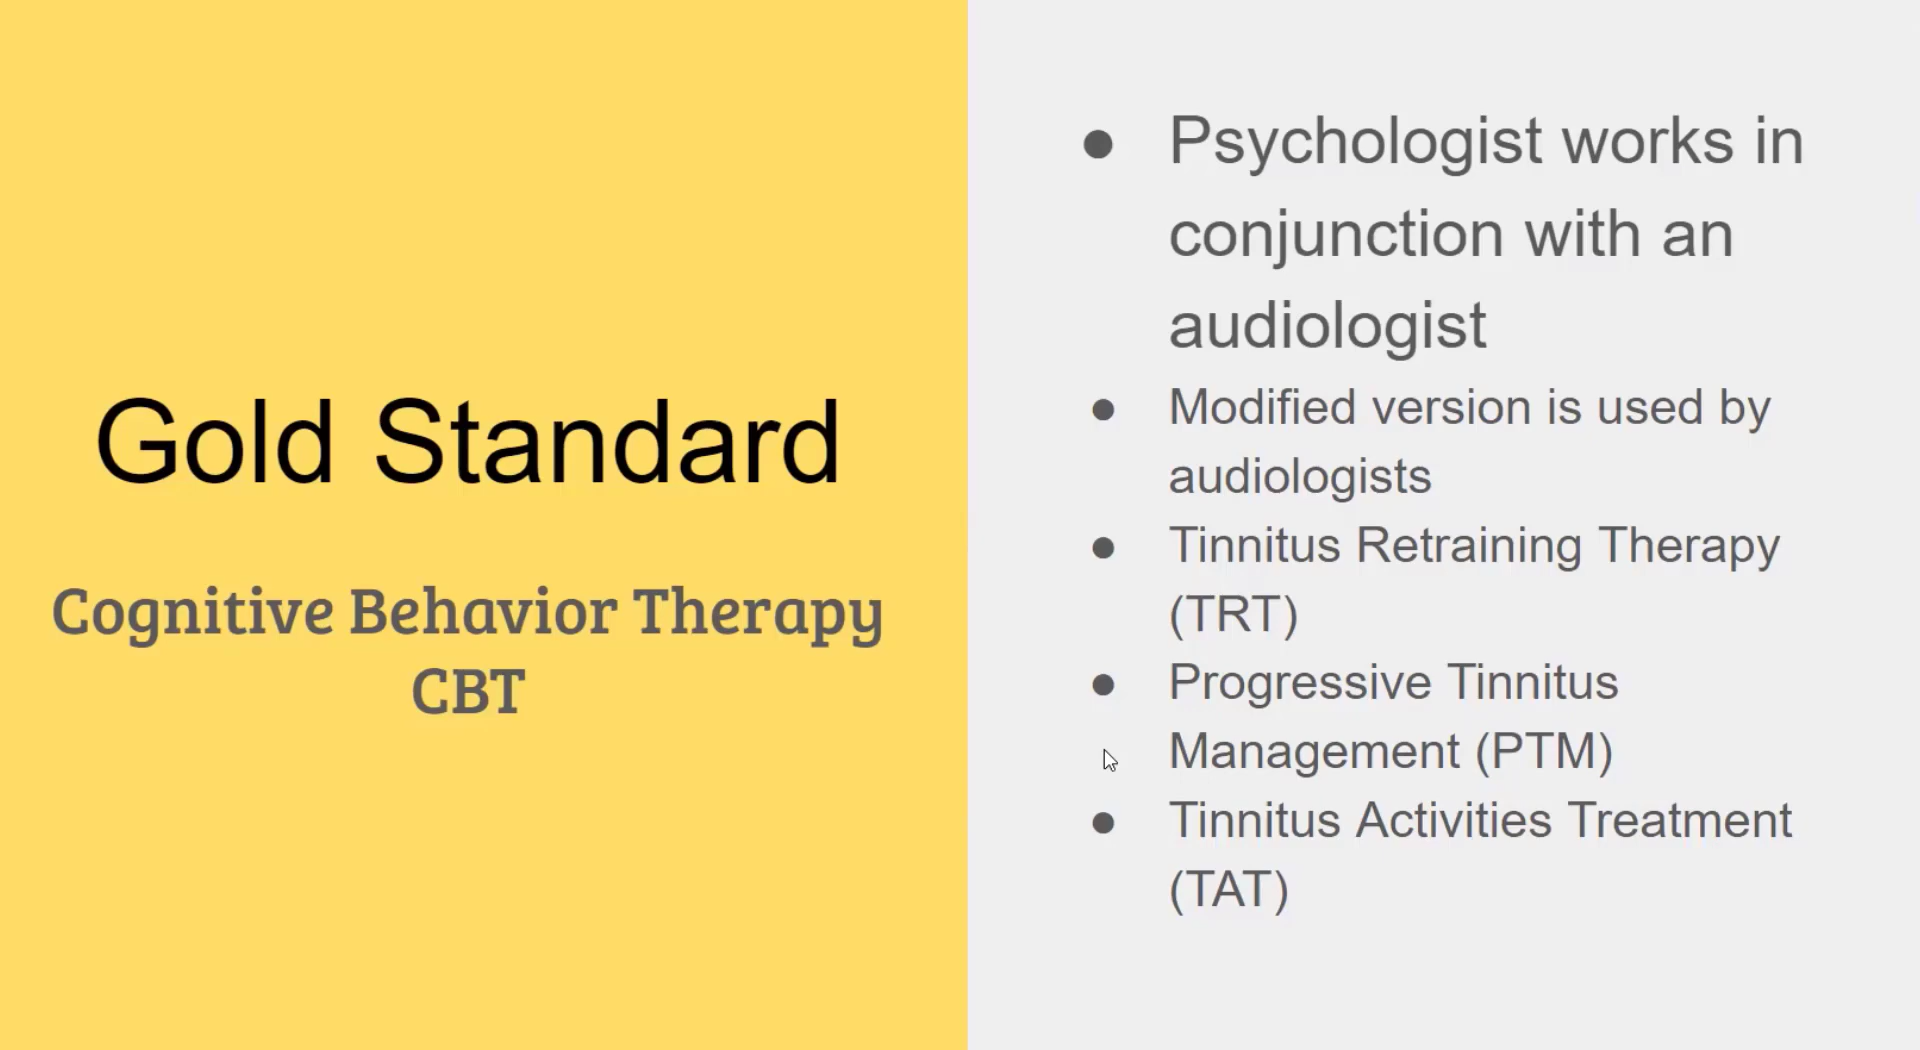 Gold Standard
Cognitive Behavior Therapy
CBT
● Psychologist works in
conjunction with an
audiologist
● Modified version is used by
audiologists
● Tinnitus Retraining Therapy
(TRT)
● Progressive Tinnitus
Management (PTM)
● Tinnitus Activities Treatment
(TAT)